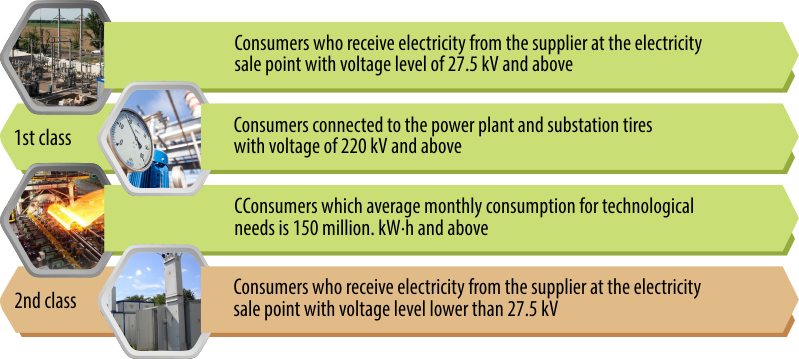 Consumers who receive electricity from the supplier at the electricity
sale point with voltage level of 27.5 kV and above
1st class
Consumers connected to the power plant and substation tires
with voltage of 220 kV and above
CConsumers which average monthly consumption for technological
needs is 150 million. kW·h and above
2nd class
Consumers who receive electricity from the supplier at the electricity
sale point with voltage level lower than 27.5 kV